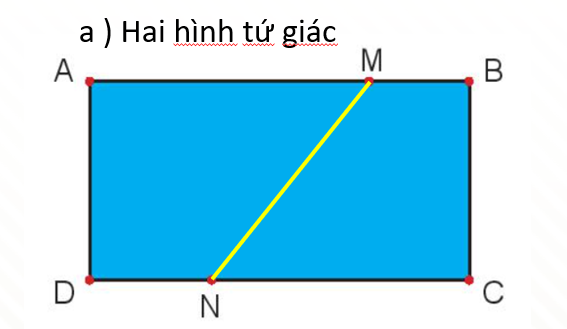 a ) Hai hình tứ giác
A M B
D N C